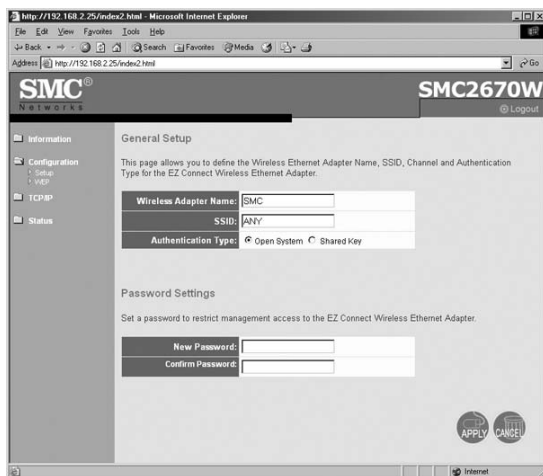 http://192.168.2.25/index2.html - Microsoft Internet Explorer
File Edit View Favorites Tools Help
Back Search Favorites Media
Address http://192.168.2.25/index2.html Go
SMC®
Networks
SMC2670W
Logout
Information
Configuration
Setup
WEP
TCP/IP
Status
General Setup
This page allows you to define the Wireless Ethernet Adapter Name, SSID, Channel and Authentication
Type for the EZ Connect Wireless Ethernet Adapter.
Wireless Adapter Name: SMC
SSID: ANY
Authentication Type: Open System Shared Key
Password Settings
Set a password to restrict management access to the EZ Connect Wireless Ethernet Adapter.
New Password:
Confirm Password:
APPLY CANCEL
Internet